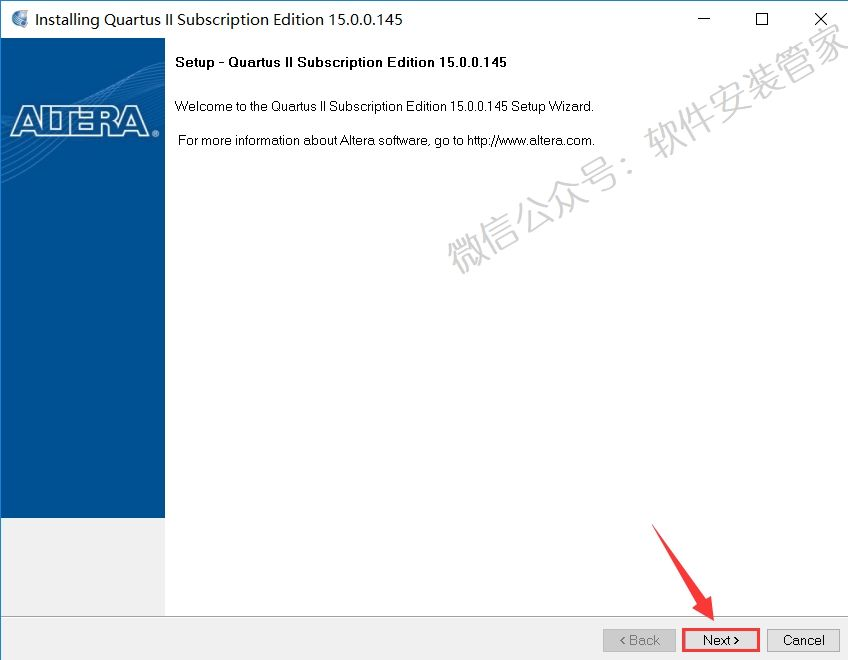 Installing Quartus II Subscription Edition 15.0.0.145
ALTERA®
Setup - Quartus II Subscription Edition 15.0.0.145
Welcome to the Quartus II Subscription Edition 15.0.0.145 Setup Wizard.
For more information about Altera software, go to http://www.altera.com.
微信公众号：软件安装管家
< Back
Next >
Cancel